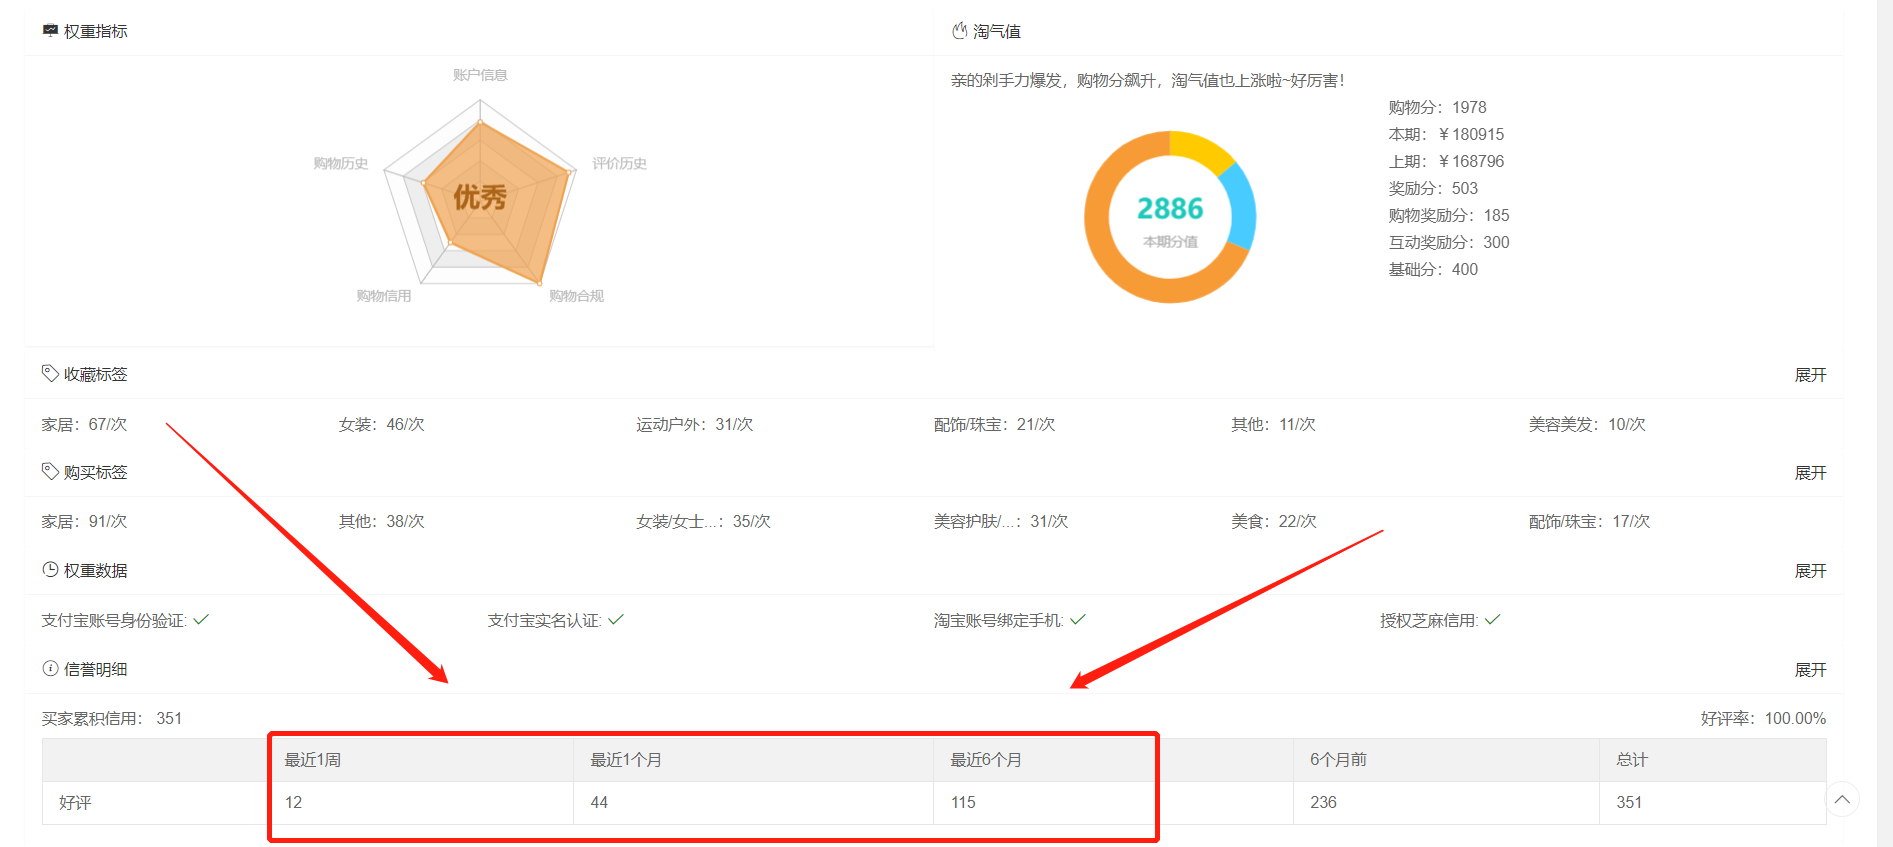 权重指标
淘气值
账户信息
评价历史
购物合规
购物信用
购物历史
优秀
亲的剁手力爆发，购物分飙升，淘气值也上涨啦~好厉害！
2886
本期分值
购物分：1978
本期：￥180915
上期：￥168796
奖励分：503
购物奖励分：185
互动奖励分：300
基础分：400
收藏标签 展开
家居：67/次 女装：46/次 运动户外：31/次 配饰/珠宝：21/次 其他：11/次 美容美发：10/次
购买标签 展开
家居：91/次 其他：38/次 女装/女士...：35/次 美容护肤/...：31/次 美食：22/次 配饰/珠宝：17/次
权重数据 展开
支付宝账号身份验证: 支付宝实名认证: 淘宝账号绑定手机: 授权芝麻信用:
信誉明细 展开
买家累积信用： 351 好评率：100.00%
最近1周 最近1个月 最近6个月 6个月前 总计
好评 12 44 115 236 351